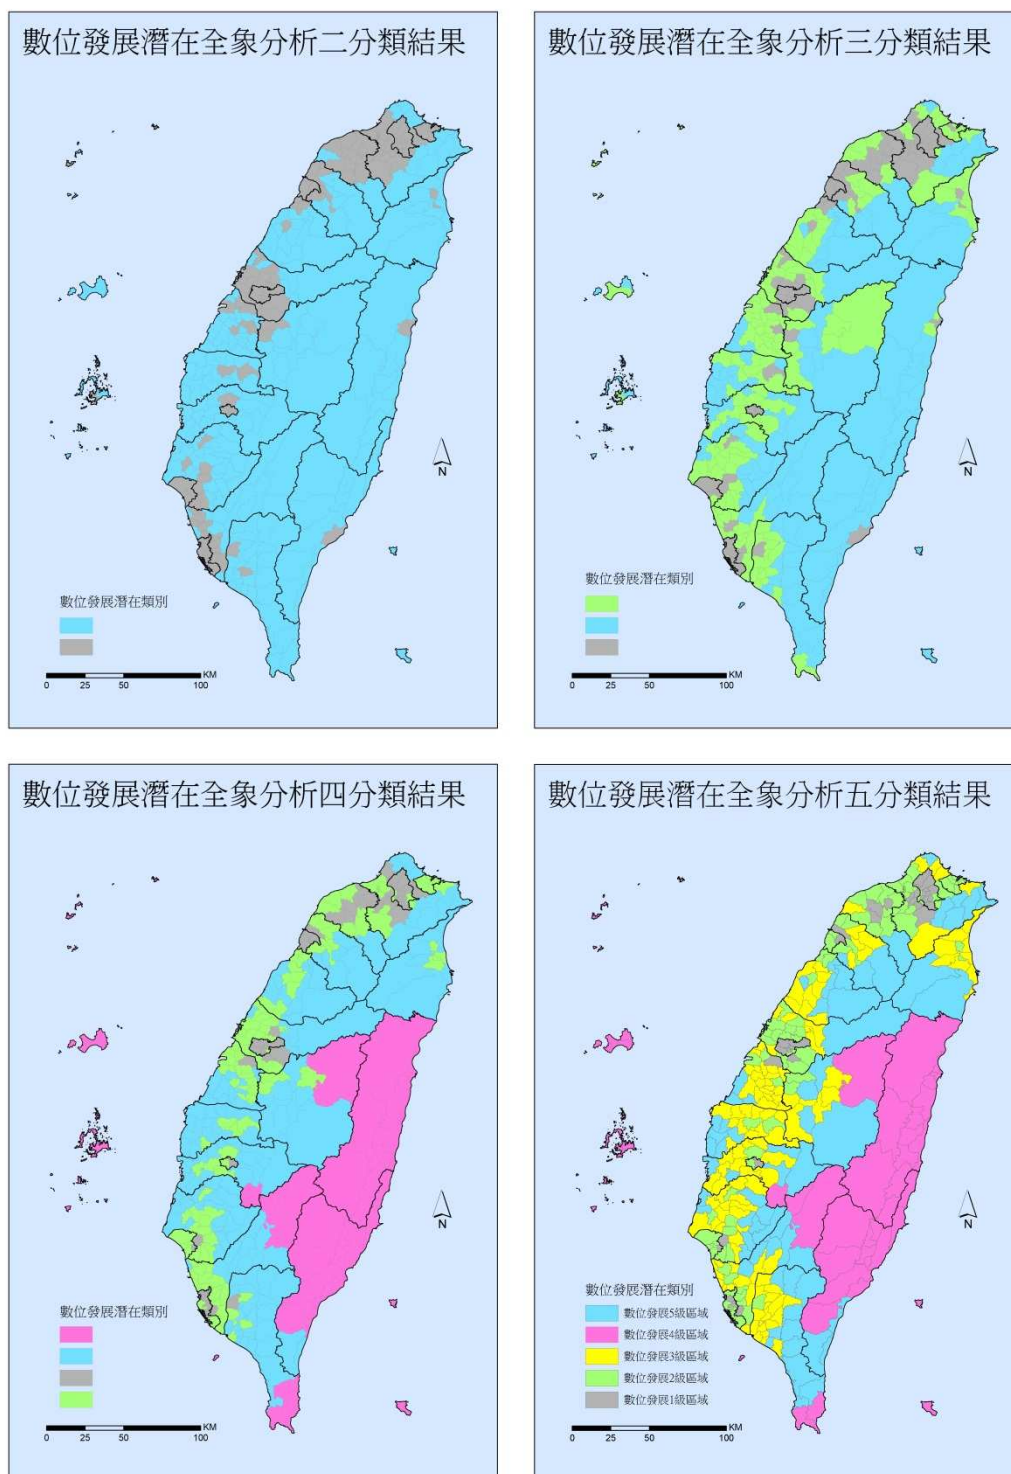 數位發展潛在全象分析二分類結果
N
數位發展潛在類別
KM
0 25 50 100
數位發展潛在全象分析三分類結果
N
數位發展潛在類別
KM
0 25 50 100
數位發展潛在全象分析四分類結果
N
數位發展潛在類別
KM
0 25 50 100
數位發展潛在全象分析五分類結果
N
數位發展潛在類別
數位發展5級區域
數位發展4級區域
數位發展3級區域
數位發展2級區域
數位發展1級區域
KM
0 25 50 100